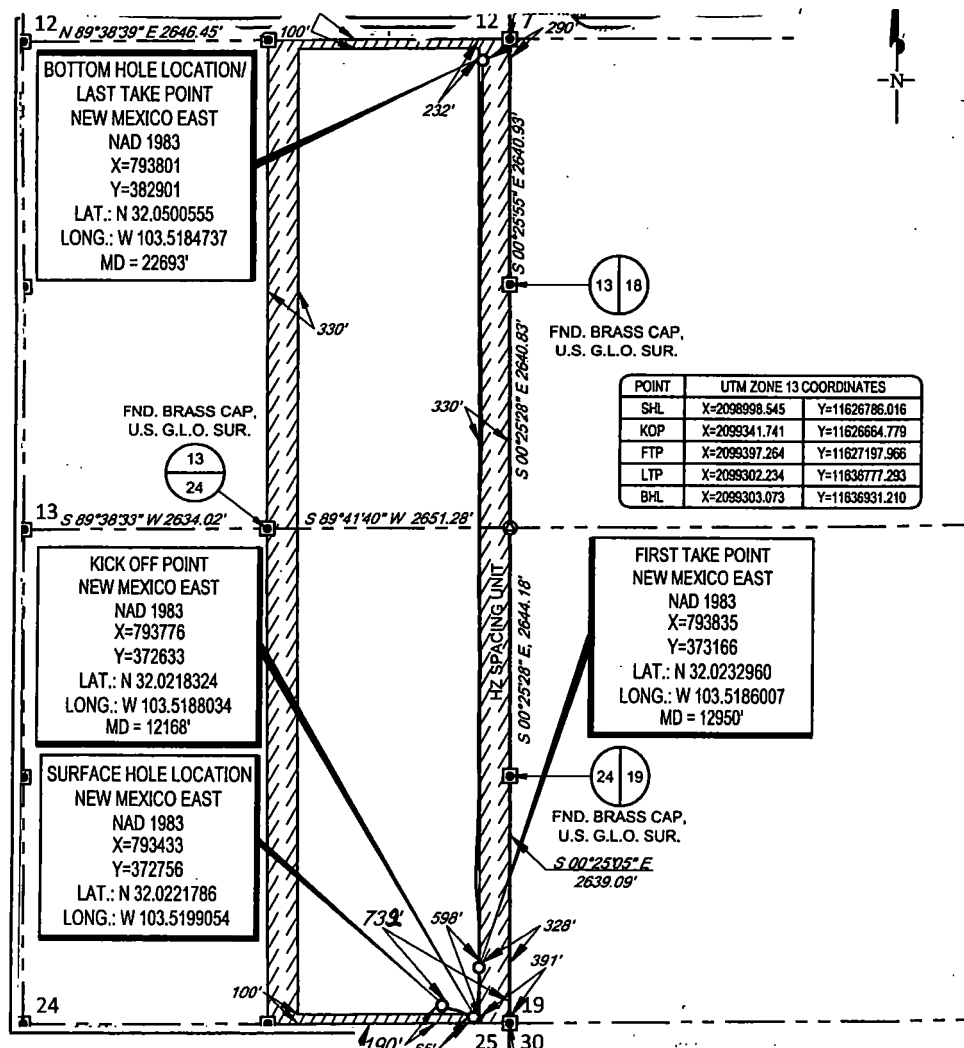 12
N 89°38'39" E 2646.45'
100'
12
7
290'
BOTTOM HOLE LOCATION/
LAST TAKE POINT
NEW MEXICO EAST
NAD 1983
X=793801
Y=382901
LAT.: N 32.0500555
LONG.: W 103.5184737
MD = 22693'
232'
-N-
S 00°25'55" E 2640.93'
13 18
FND. BRASS CAP,
U.S. G.L.O. SUR.
330'
S 00°25'28" E 2640.83'
330'
POINT UTM ZONE 13 COORDINATES
SHL X=2098998.545 Y=11626786.016
KOP X=2099341.741 Y=11626664.779
FTP X=2099397.264 Y=11627197.966
LTP X=2099302.234 Y=11636777.293
BHL X=2099303.073 Y=11636931.210
FND. BRASS CAP,
U.S. G.L.O. SUR.
13
24
13
S 89°38'33" W 2634.02'
S 89°41'40" W 2651.28'
KICK OFF POINT
NEW MEXICO EAST
NAD 1983
X=793776
Y=372633
LAT.: N 32.0218324
LONG.: W 103.5188034
MD = 12168'
HZ SPACING UNIT
S 00°25'28" E, 2644.18'
FIRST TAKE POINT
NEW MEXICO EAST
NAD 1983
X=793835
Y=373166
LAT.: N 32.0232960
LONG.: W 103.5186007
MD = 12950'
SURFACE HOLE LOCATION
NEW MEXICO EAST
NAD 1983
X=793433
Y=372756
LAT.: N 32.0221786
LONG.: W 103.5199054
24 19
FND. BRASS CAP,
U.S. G.L.O. SUR.
S 00°25'05" E
2639.09'
598'
328'
391'
100'
24
19
190'
25
30